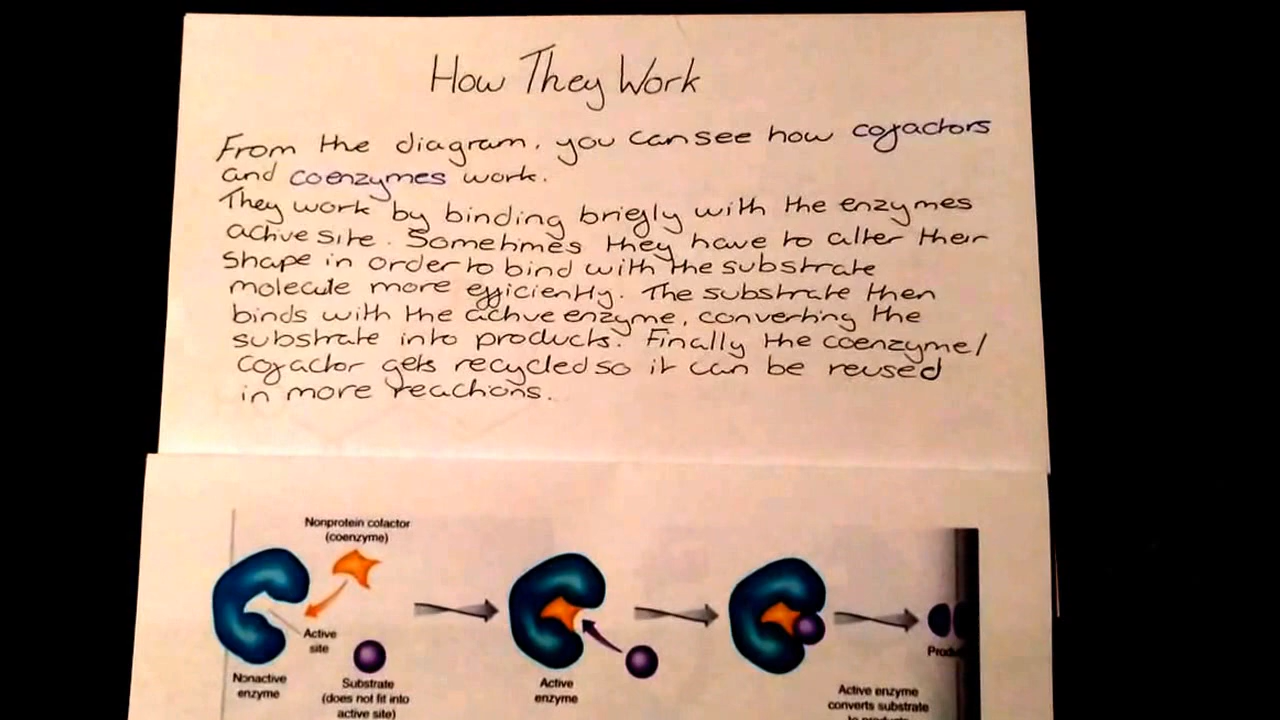 How They Work
From the diagram, you can see how cofactors
and coenzymes work.
They work by binding briefly with the enzymes
active site. Sometimes they have to alter their
shape in order to bind with the substrate
molecule more efficiently. The substrate then
binds with the active enzyme, converting the
substrate into products. Finally the coenzyme/
cofactor gets recycled so it can be reused
in more reactions.
Nonprotein cofactor
(coenzyme)
Active
site
Nonactive
enzyme
Substrate
(does not fit into
active site)
Active
enzyme
Active enzyme
converts substrate
to products
Produ